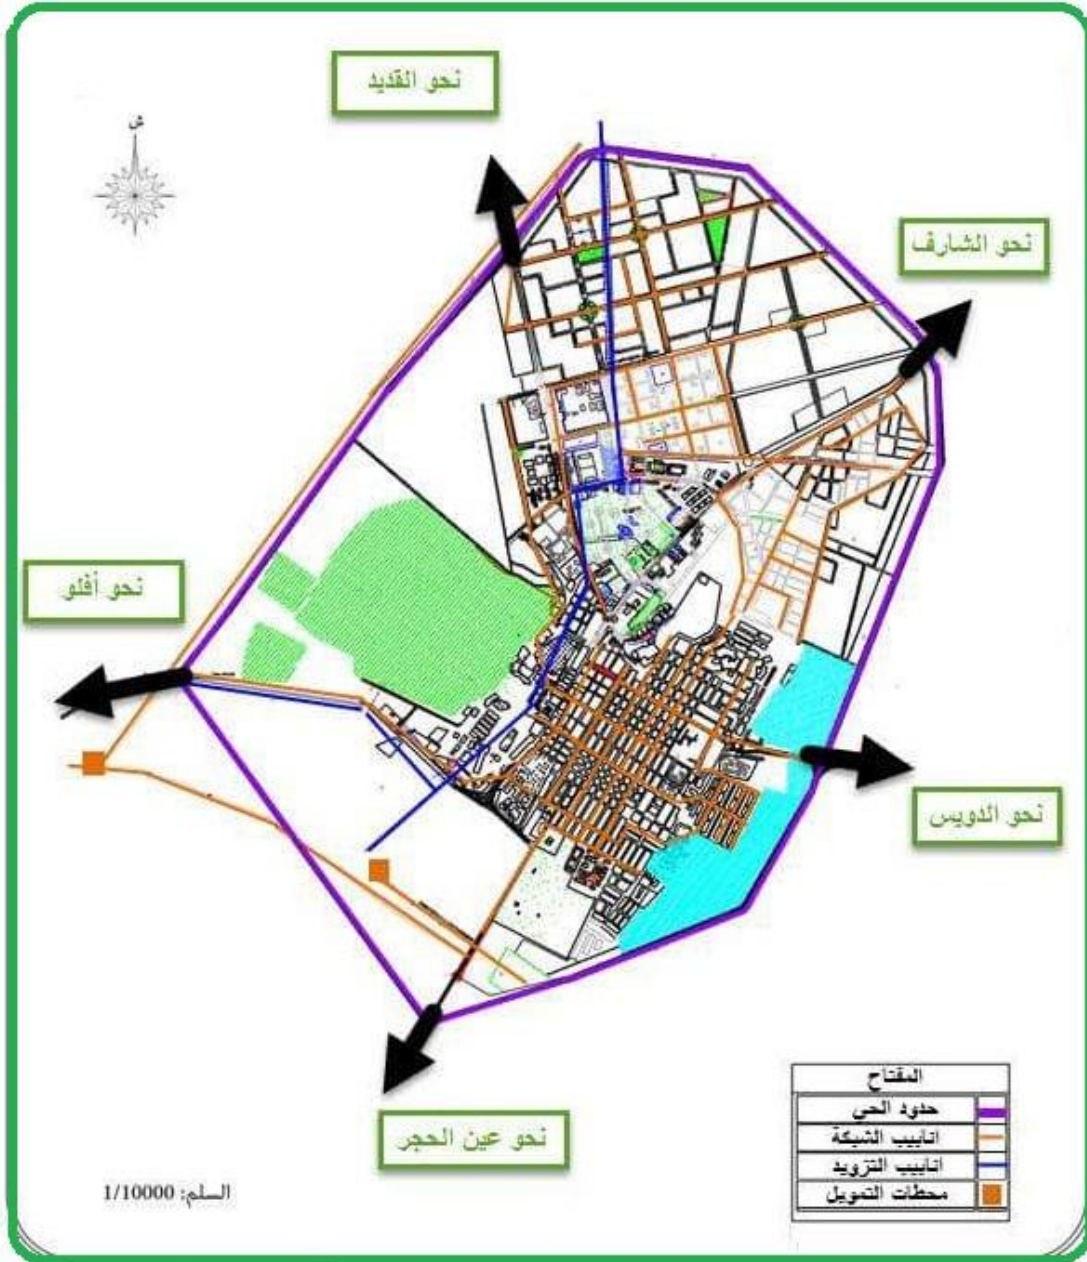 نحو القديد
ش
نحو الشارف
نحو أفلو
نحو الدويس
نحو عين الحجر
المفتاح
حدود الحي
انابيب الشبكة
انابيب التزويد
محطات التمويل
السلم: 1/10000